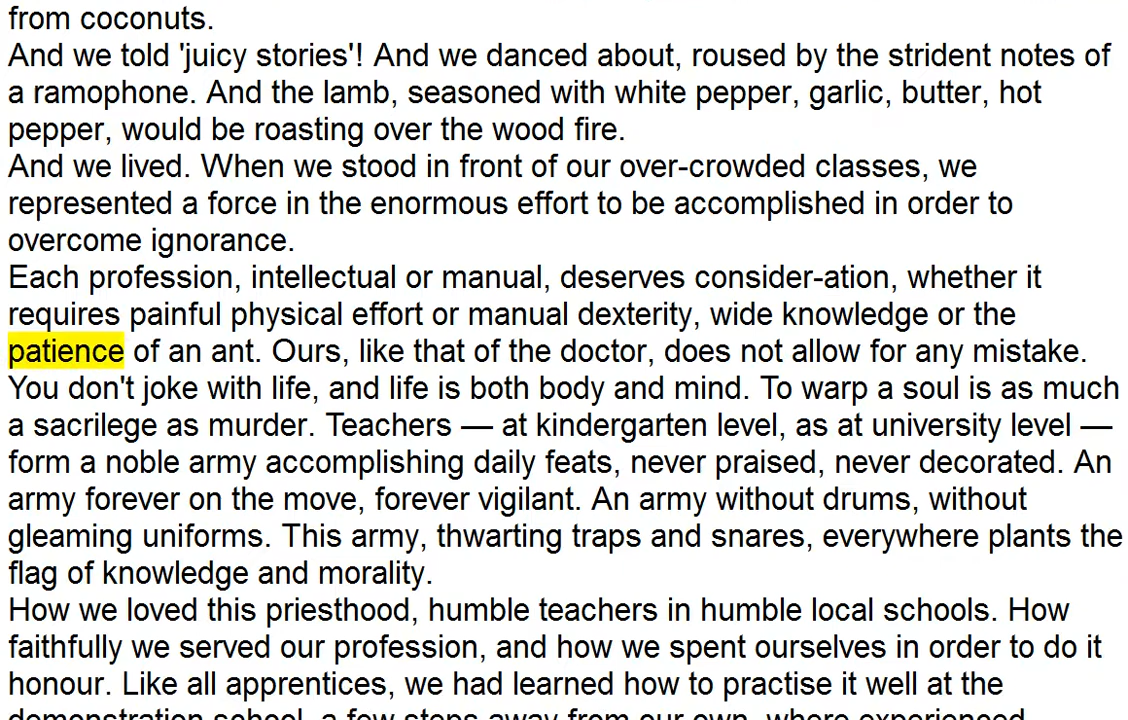 from coconuts.
And we told 'juicy stories'! And we danced about, roused by the strident notes of
a ramophone. And the lamb, seasoned with white pepper, garlic, butter, hot
pepper, would be roasting over the wood fire.
And we lived. When we stood in front of our over-crowded classes, we
represented a force in the enormous effort to be accomplished in order to
overcome ignorance.
Each profession, intellectual or manual, deserves consider-ation, whether it
requires painful physical effort or manual dexterity, wide knowledge or the
patience of an ant. Ours, like that of the doctor, does not allow for any mistake.
You don't joke with life, and life is both body and mind. To warp a soul is as much
a sacrilege as murder. Teachers — at kindergarten level, as at university level —
form a noble army accomplishing daily feats, never praised, never decorated. An
army forever on the move, forever vigilant. An army without drums, without
gleaming uniforms. This army, thwarting traps and snares, everywhere plants the
flag of knowledge and morality.
How we loved this priesthood, humble teachers in humble local schools. How
faithfully we served our profession, and how we spent ourselves in order to do it
honour. Like all apprentices, we had learned how to practise it well at the
demonstration school, a few steps away from our own, where experienced